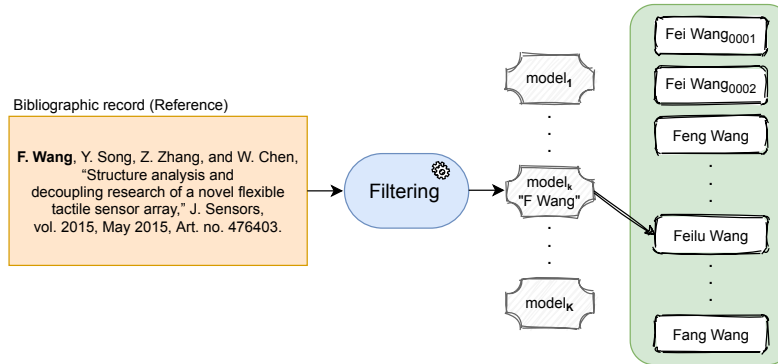 Bibliographic record (Reference)
F. Wang, Y. Song, Z. Zhang, and W. Chen,
“Structure analysis and
decoupling research of a novel flexible
tactile sensor array,” J. Sensors,
vol. 2015, May 2015, Art. no. 476403.
Filtering
model1
model k
"F Wang"
modelK
Fei Wang0001
Fei Wang0002
Feng Wang
Feilu Wang
Fang Wang